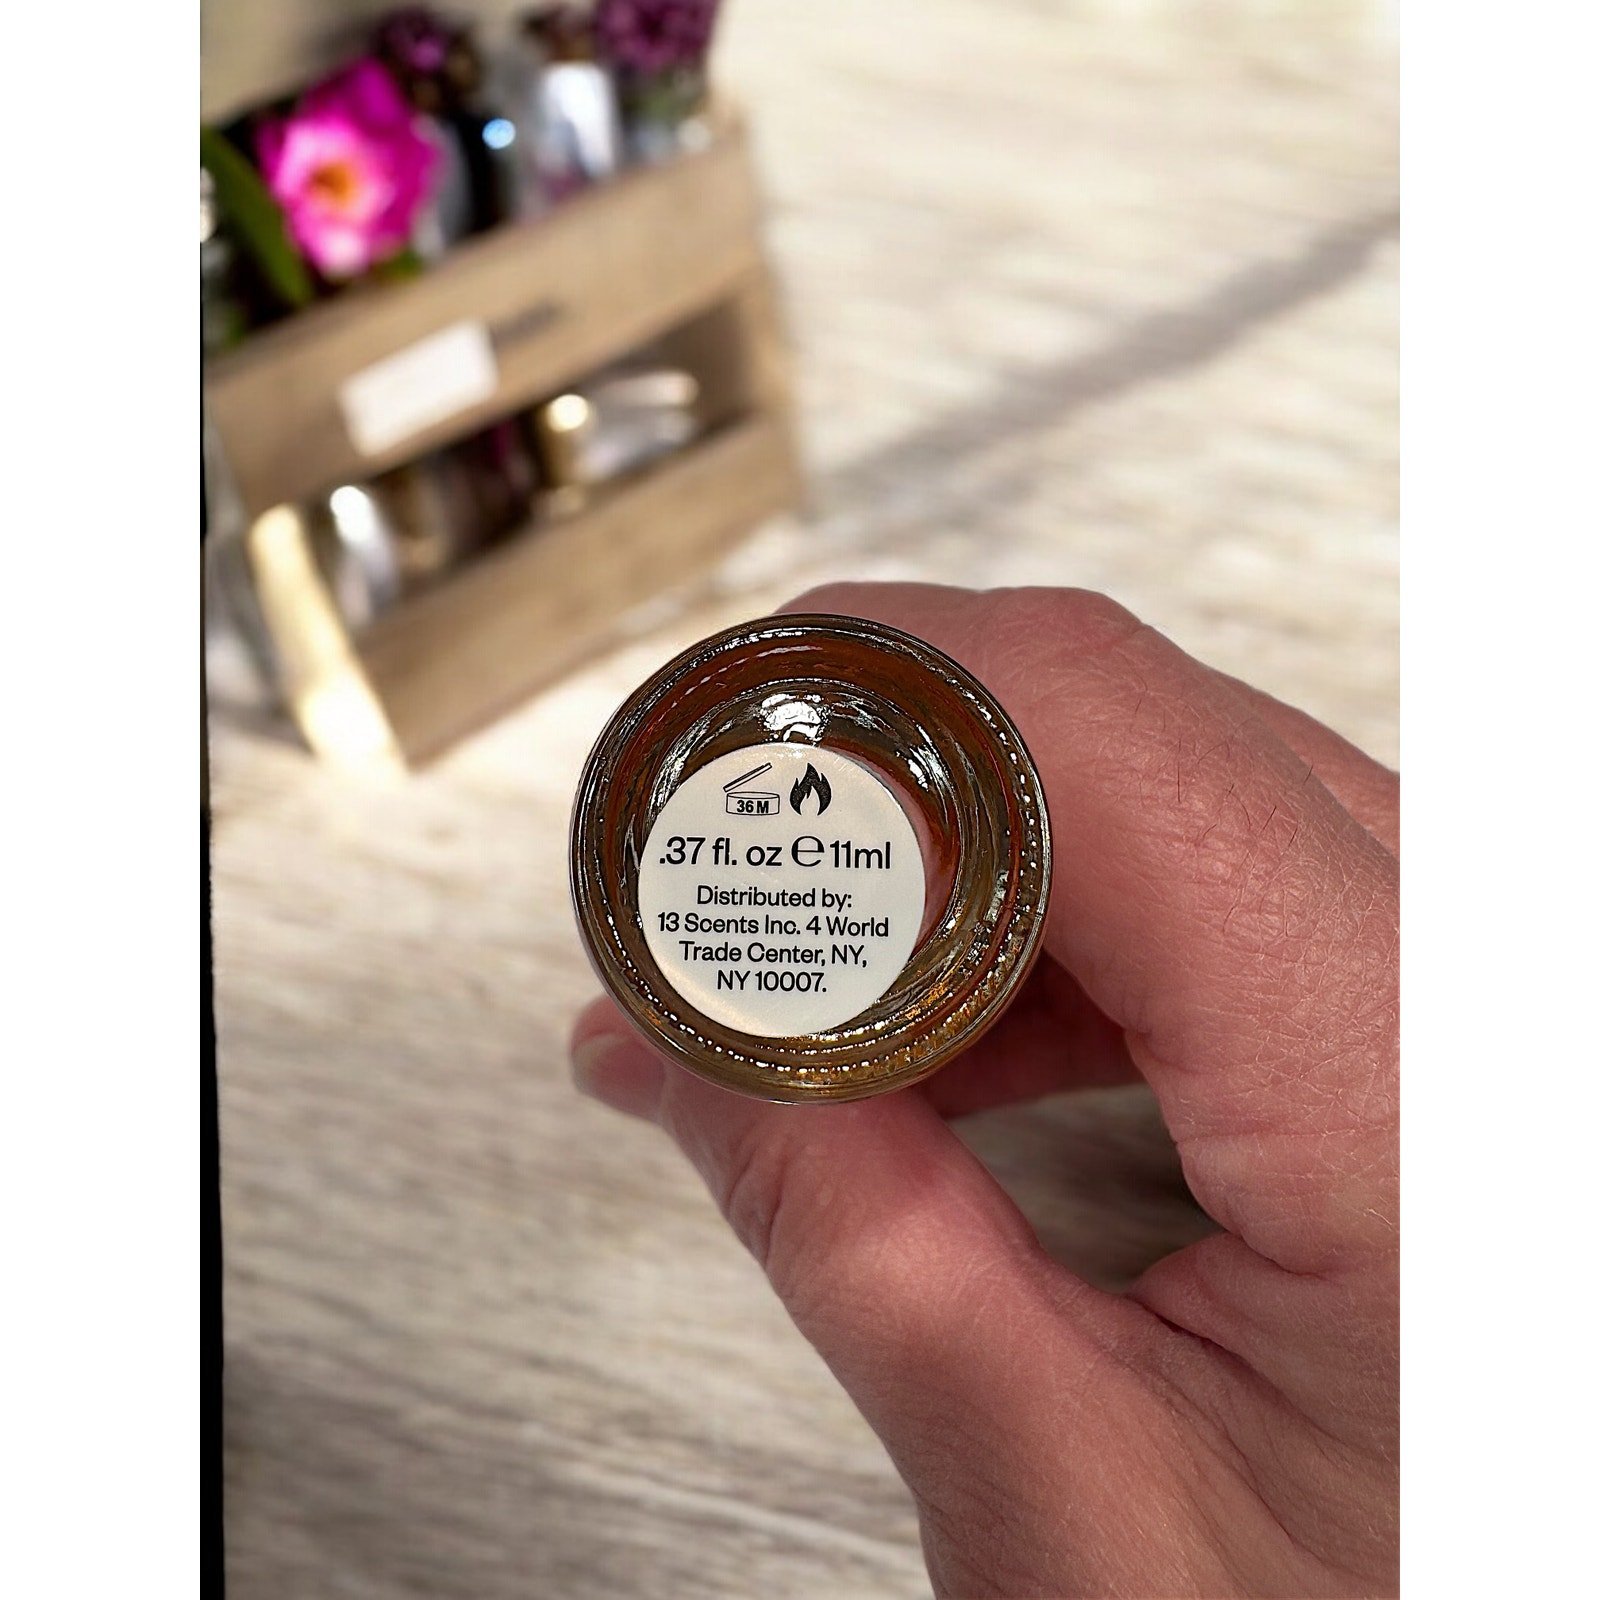 36 M
.37 fl. oz ℮ 11ml
Distributed by:
13 Scents Inc. 4 World
Trade Center, NY,
NY 10007.